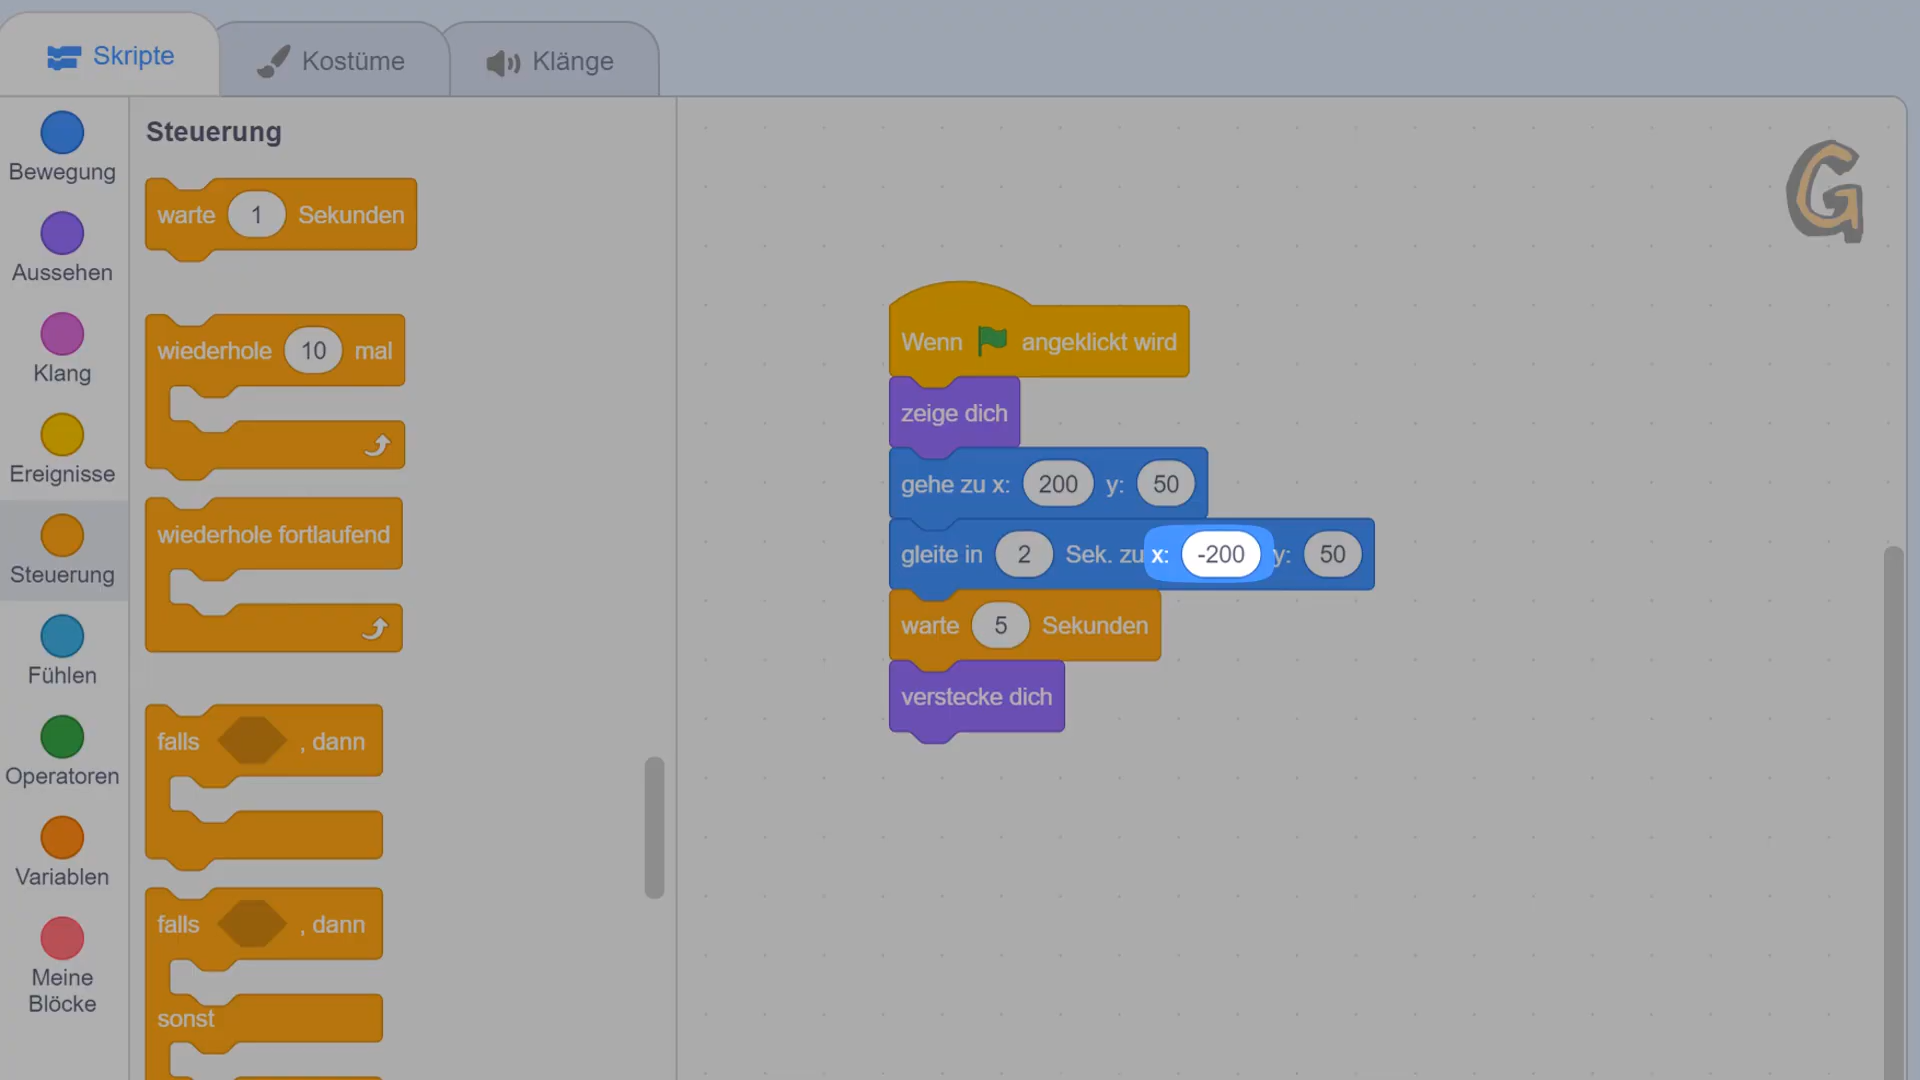 Skripte
Kostüme
Klänge
Bewegung
Aussehen
Klang
Ereignisse
Steuerung
Fühlen
Operatoren
Variablen
Meine
Blöcke
Steuerung
warte 1 Sekunden
wiederhole 10 mal
wiederhole fortlaufend
falls , dann
falls , dann
sonst
G
Wenn angeklickt wird
zeige dich
gehe zu x: 200 y: 50
gleite in 2 Sek. zu x: -200 y: 50
warte 5 Sekunden
verstecke dich